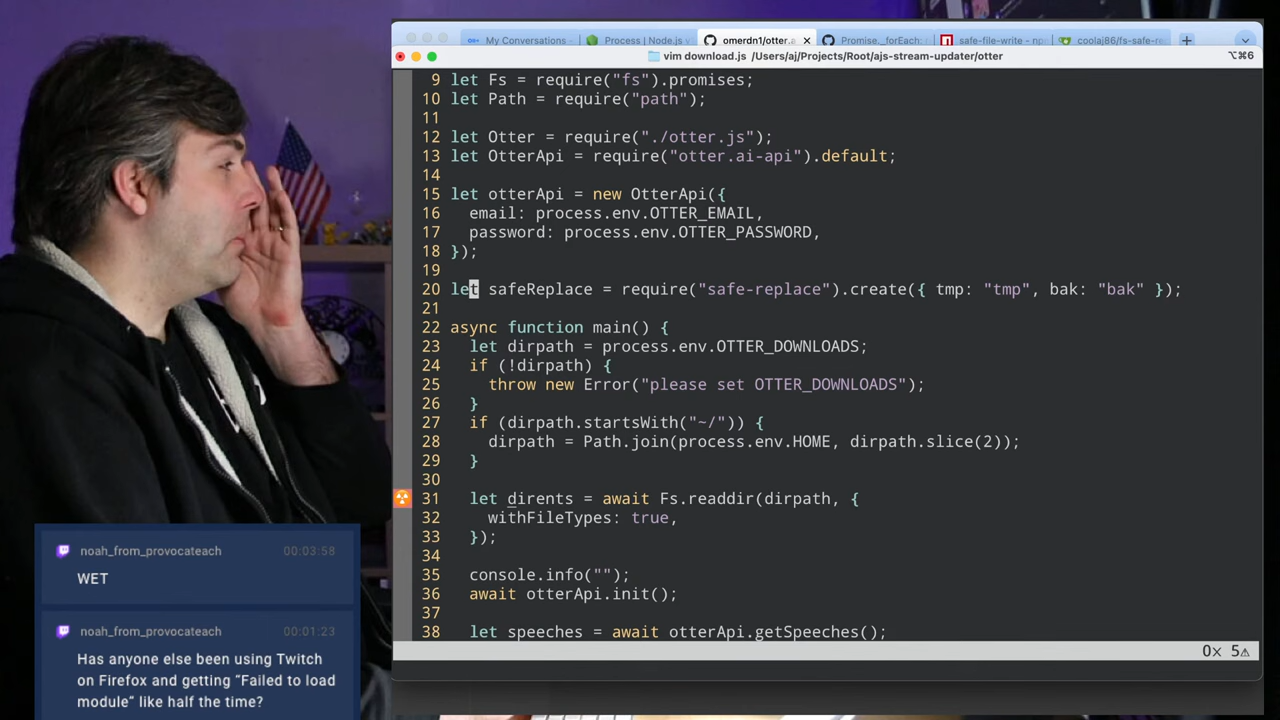 My Conversations -
Process | Node.js
omerdn1/otter.a
Promise._forEach:
safe-file-write - npm
coolaj86/fs-safe-re
vim download.js /Users/aj/Projects/Root/ajs-stream-updater/otter
⌥⌘6
9 let Fs = require("fs").promises;
10 let Path = require("path");
11
12 let Otter = require("./otter.js");
13 let OtterApi = require("otter.ai-api").default;
14
15 let otterApi = new OtterApi({
16 email: process.env.OTTER_EMAIL,
17 password: process.env.OTTER_PASSWORD,
18 });
19
20 let safeReplace = require("safe-replace").create({ tmp: "tmp", bak: "bak" });
21
22 async function main() {
23 let dirpath = process.env.OTTER_DOWNLOADS;
24 if (!dirpath) {
25 throw new Error("please set OTTER_DOWNLOADS");
26 }
27 if (dirpath.startsWith("~/")) {
28 dirpath = Path.join(process.env.HOME, dirpath.slice(2));
29 }
30
31 let dirents = await Fs.readdir(dirpath, {
32 withFileTypes: true,
33 });
34
35 console.info("");
36 await otterApi.init();
37
38 let speeches = await otterApi.getSpeeches();
0× 5⚠
noah_from_provocateach 00:03:58
WET
noah_from_provocateach 00:01:23
Has anyone else been using Twitch
on Firefox and getting “Failed to load
module” like half the time?